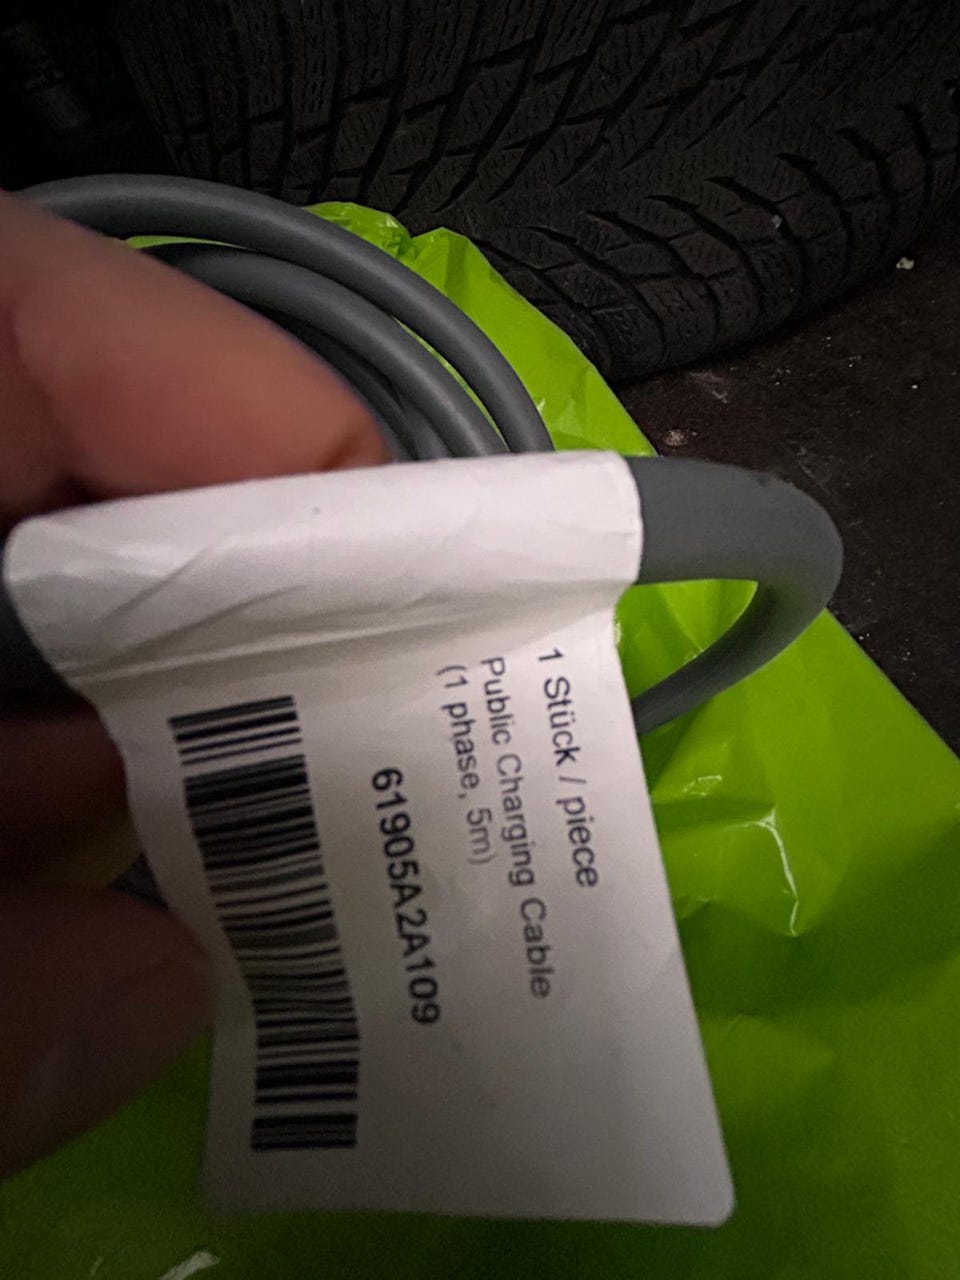 1 Stück / piece
Public Charging Cable
(1 phase, 5m)
61905A2A109